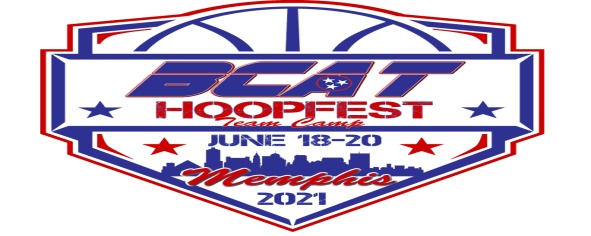 BCAT
HOOPFEST
Team Camp
JUNE 18-20
Memphis
2021